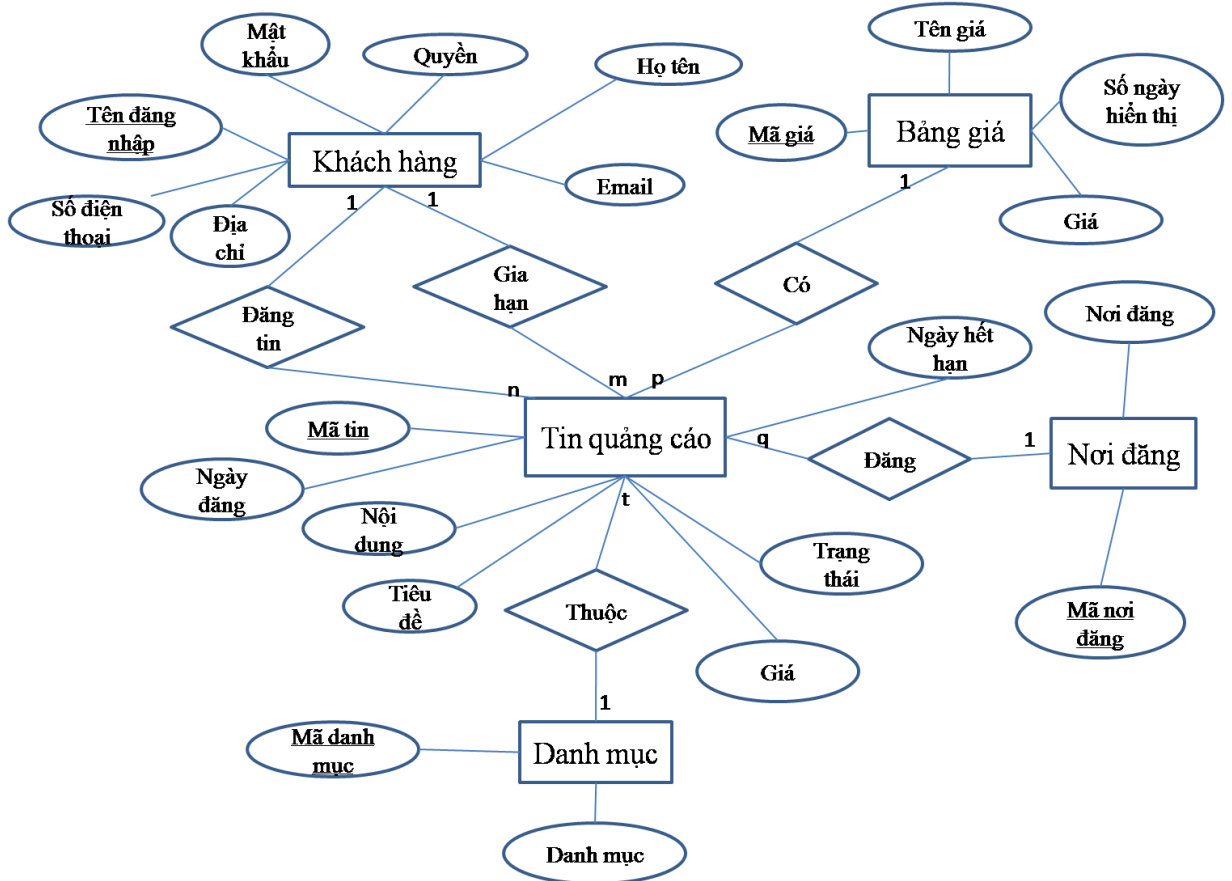 Mật
khẩu
Quyền
Họ tên
Tên giá
Số ngày
hiển thị
Tên đăng
nhập
Khách hàng
Mã giá
Bảng giá
Email
Số điện
thoại
Địa
chỉ
1
1
1
Giá
Gia
hạn
Có
Đăng
tin
Nơi đăng
Ngày hết
hạn
n
m
p
Mã tin
Tin quảng cáo
q
Đăng
1
Nơi đăng
Ngày
đăng
Nội
dung
t
Trạng
thái
Tiêu
đề
Thuộc
Mã nơi
đăng
Giá
1
Mã danh
mục
Danh mục
Danh mục